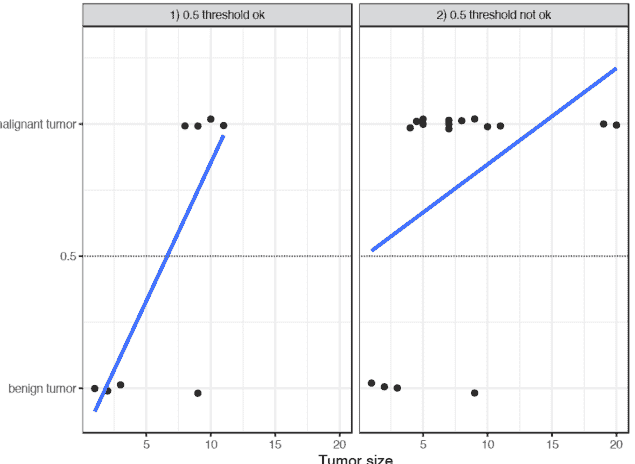 1) 0.5 threshold ok
2) 0.5 threshold not ok
alignant tumor
0.5
benign tumor
5 10 15 20 5 10 15 20
Tumor size